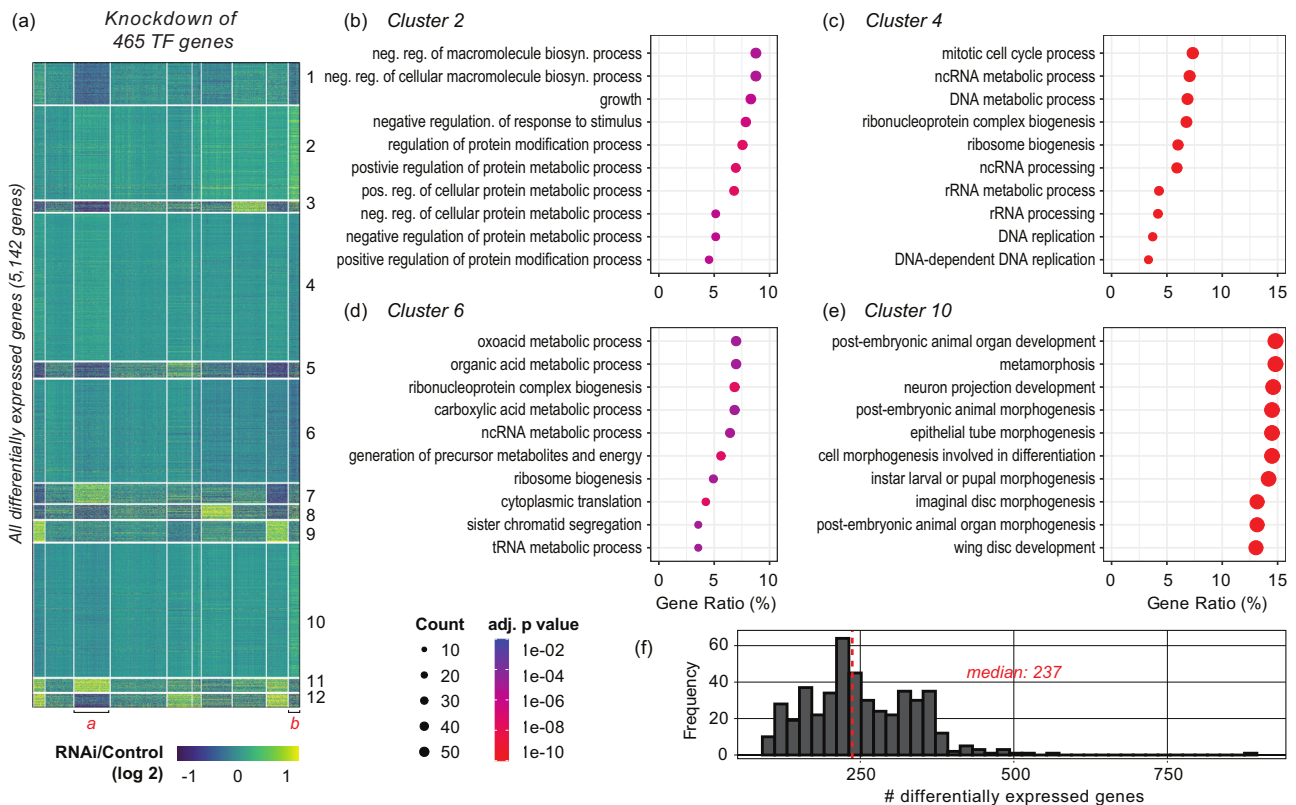 (a)
Knockdown of
465 TF genes
All differentially expressed genes (5,142 genes)
1
2
3
4
5
6
7
8
9
10
11
12
a
b
RNAi/Control
(log 2)
-1
0
1
(b)
Cluster 2
neg. reg. of macromolecule biosyn. process
neg. reg. of cellular macromolecule biosyn. process
growth
negative regulation. of response to stimulus
regulation of protein modification process
postivie regulation of protein metabolic process
pos. reg. of cellular protein metabolic process
neg. reg. of cellular protein metabolic process
negative regulation of protein metabolic process
positive regulation of protein modification process
0 5 10
(c)
Cluster 4
mitotic cell cycle process
ncRNA metabolic process
DNA metabolic process
ribonucleoprotein complex biogenesis
ribosome biogenesis
ncRNA processing
rRNA metabolic process
rRNA processing
DNA replication
DNA-dependent DNA replication
0 5 10 15
(d)
Cluster 6
oxoacid metabolic process
organic acid metabolic process
ribonucleoprotein complex biogenesis
carboxylic acid metabolic process
ncRNA metabolic process
generation of precursor metabolites and energy
ribosome biogenesis
cytoplasmic translation
sister chromatid segregation
tRNA metabolic process
0 5 10
Gene Ratio (%)
(e)
Cluster 10
post-embryonic animal organ development
metamorphosis
neuron projection development
post-embryonic animal morphogenesis
epithelial tube morphogenesis
cell morphogenesis involved in differentiation
instar larval or pupal morphogenesis
imaginal disc morphogenesis
post-embryonic animal organ morphogenesis
wing disc development
0 5 10 15
Gene Ratio (%)
Count
10
20
30
40
50
adj. p value
1e-02
1e-04
1e-06
1e-08
1e-10
(f)
Frequency
60
40
20
0
median: 237
250 500 750
# differentially expressed genes